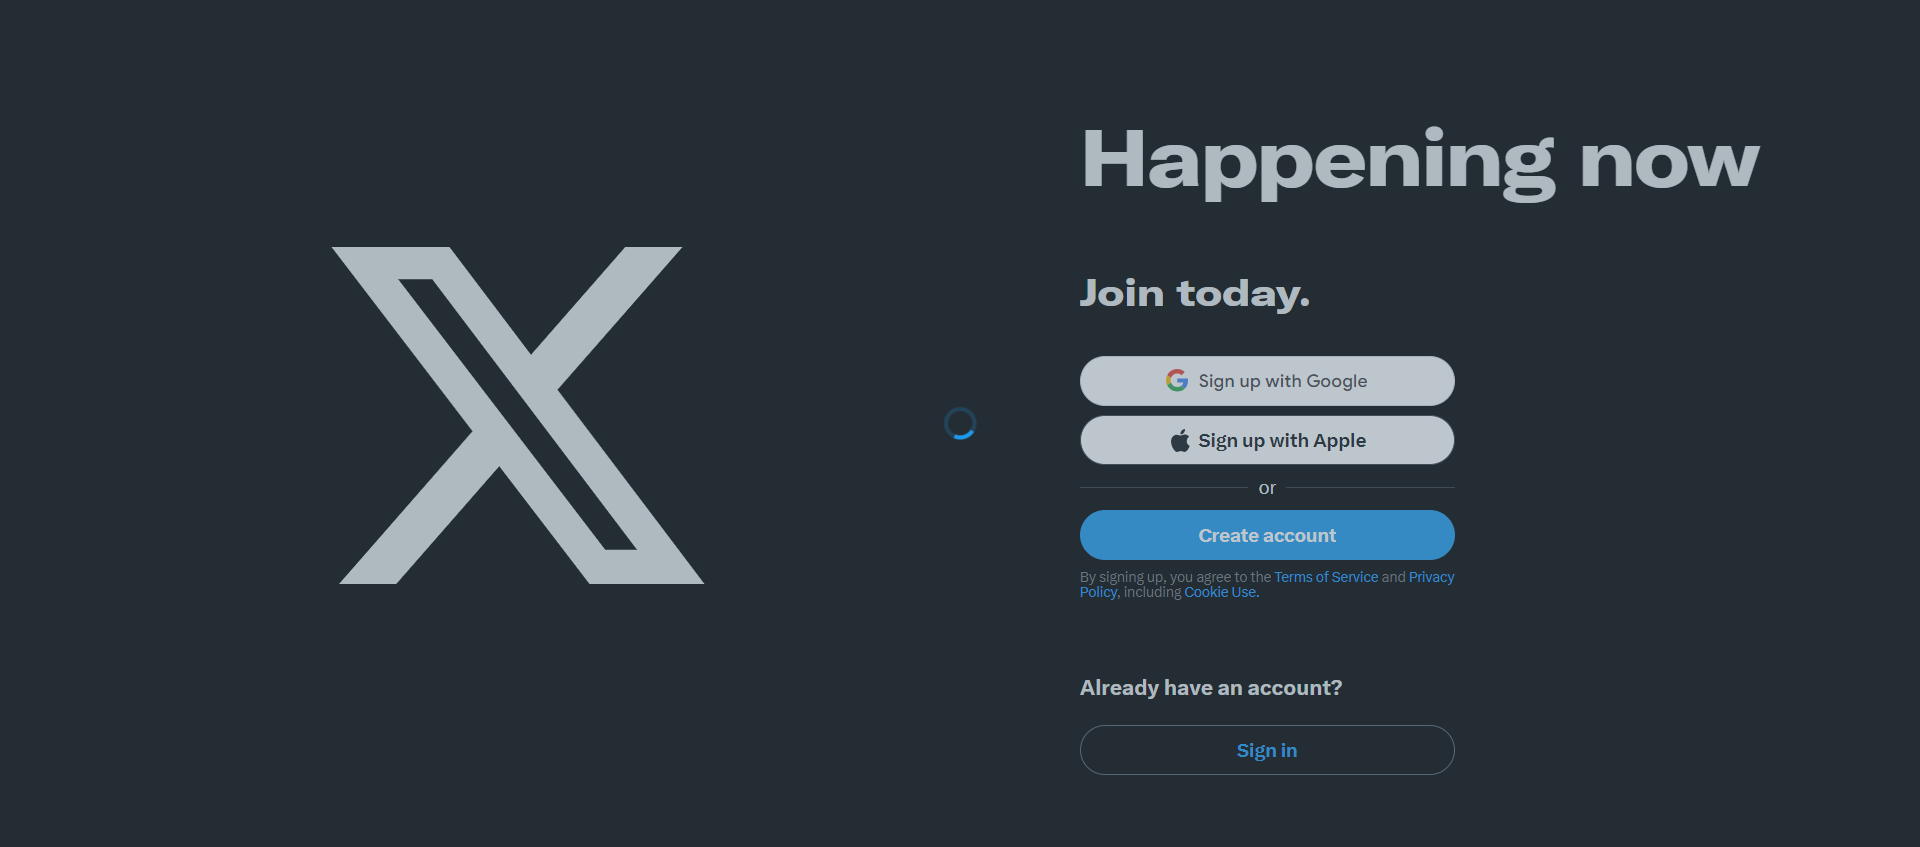 Happening now
Join today.
Sign up with Google
Sign up with Apple
or
Create account
By signing up, you agree to the Terms of Service and Privacy
Policy, including Cookie Use.
Already have an account?
Sign in